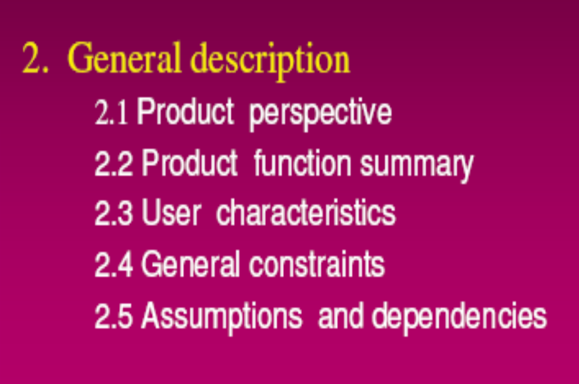 2. General description
2.1 Product perspective
2.2 Product function summary
2.3 User characteristics
2.4 General constraints
2.5 Assumptions and dependencies